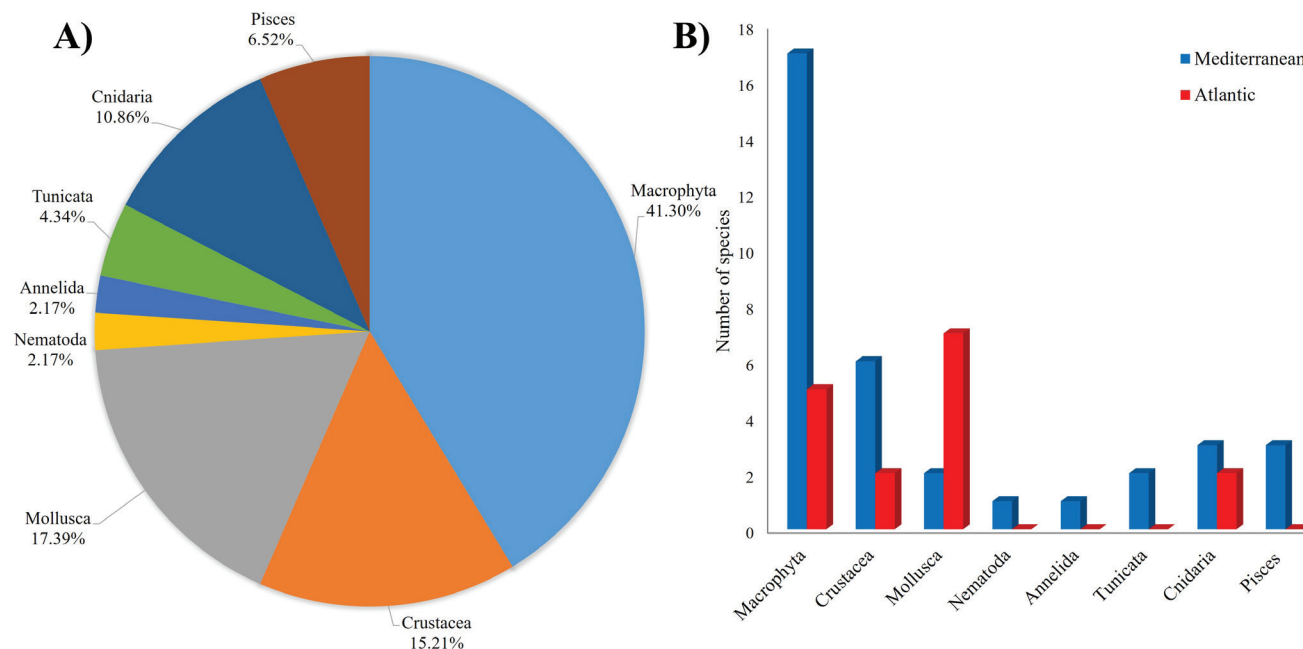 A)
Pisces
6.52%
Cnidaria
10.86%
Tunicata
4.34%
Annelida
2.17%
Nematoda
2.17%
Mollusca
17.39%
Crustacea
15.21%
Macrophyta
41.30%
B)
Number of species
18
16
14
12
10
8
6
4
2
0
Mediterranean
Atlantic
Macrophyta
Crustacea
Mollusca
Nematoda
Annelida
Tunicata
Cnidaria
Pisces